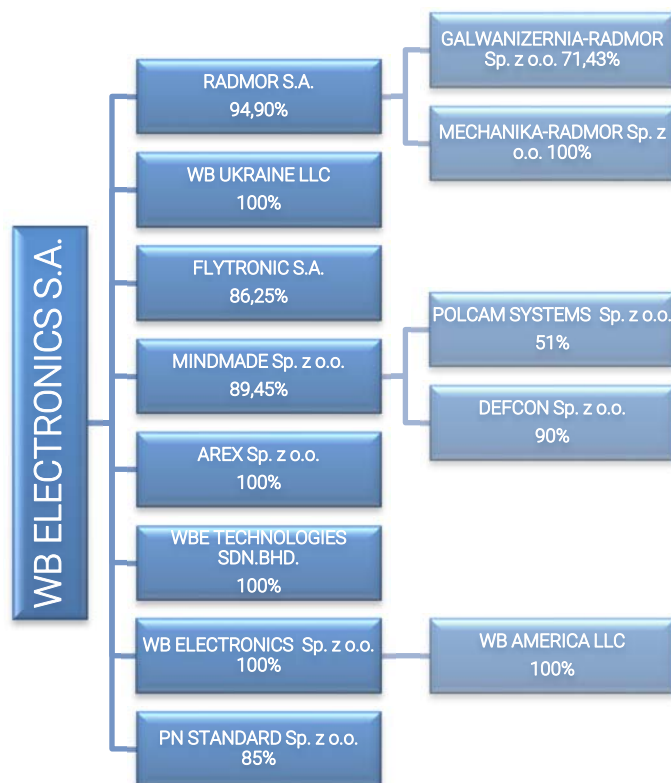 WB ELECTRONICS S.A.
RADMOR S.A.
94,90%
GALWANIZERNIA-RADMOR
Sp. z o.o. 71,43%
MECHANIKA-RADMOR Sp. z
o.o. 100%
WB UKRAINE LLC
100%
FLYTRONIC S.A.
86,25%
MINDMADE Sp. z o.o.
89,45%
POLCAM SYSTEMS Sp. z o.o.
51%
DEFCON Sp. z o.o.
90%
AREX Sp. z o.o.
100%
WBE TECHNOLOGIES
SDN.BHD.
100%
WB ELECTRONICS Sp. z o.o.
100%
WB AMERICA LLC
100%
PN STANDARD Sp. z o.o.
85%